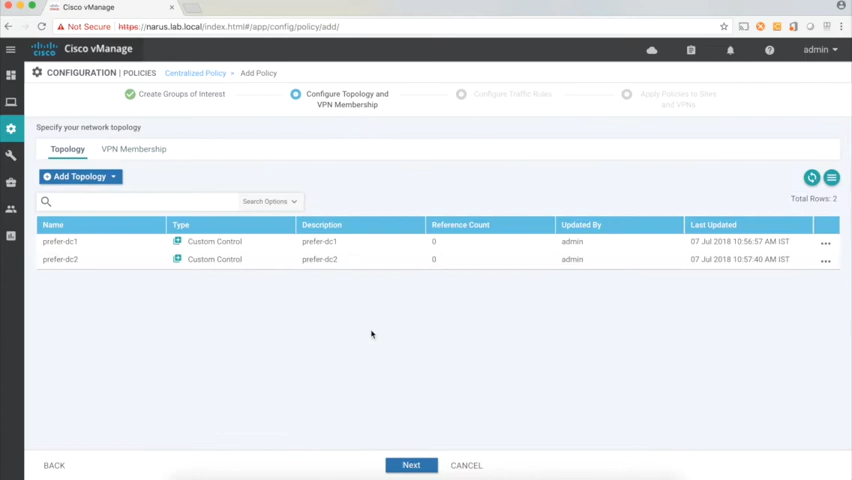 Cisco vManage
Not Secure https://narus.lab.local/index.html#/app/config/policy/add/
CISCO Cisco vManage
admin
CONFIGURATION | POLICIES Centralized Policy > Add Policy
Create Groups of Interest
Configure Topology and
VPN Membership
Configure Traffic Rules
Apply Policies to Sites
and VPNs
Specify your network topology
Topology VPN Membership
Add Topology
Search Options
Total Rows: 2
Name Type Description Reference Count Updated By Last Updated
prefer-dc1 Custom Control prefer-dc1 0 admin 07 Jul 2018 10:56:57 AM IST
prefer-dc2 Custom Control prefer-dc2 0 admin 07 Jul 2018 10:57:40 AM IST
BACK Next CANCEL